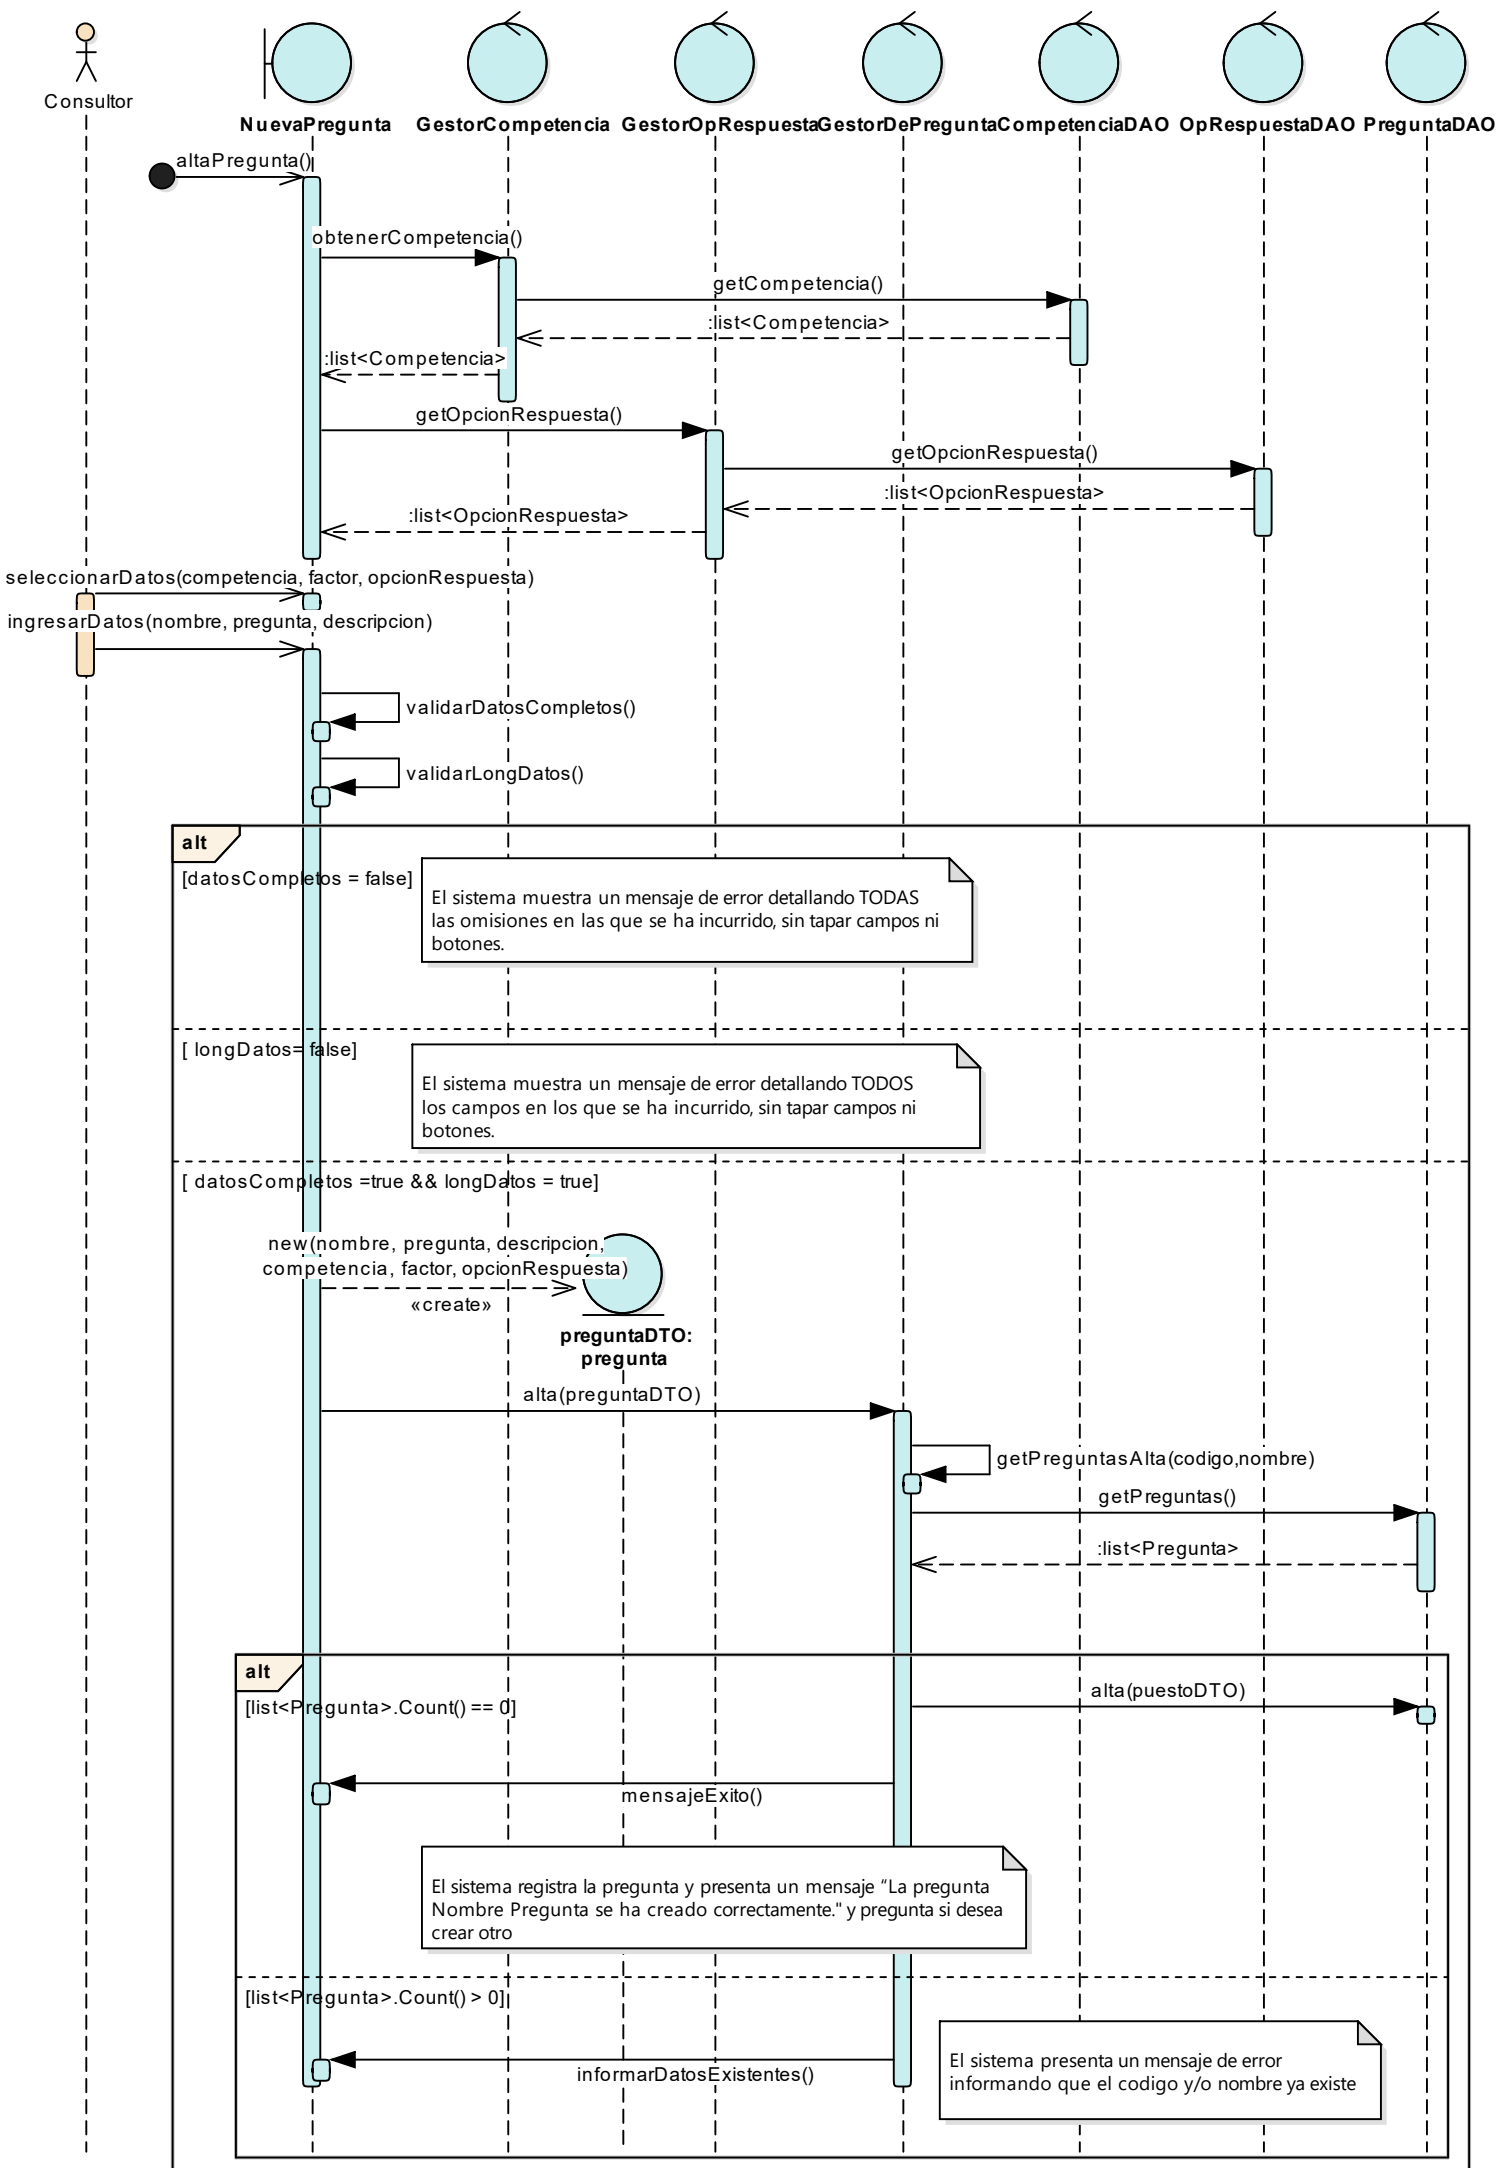 Consultor
NuevaPregunta
GestorCompetencia
GestorOpRespuesta
GestorDePregunta
CompetenciaDAO
OpRespuestaDAO
PreguntaDAO
altaPregunta()
obtenerCompetencia()
getCompetencia()
:list<Competencia>
:list<Competencia>
getOpcionRespuesta()
getOpcionRespuesta()
:list<OpcionRespuesta>
:list<OpcionRespuesta>
seleccionarDatos(competencia, factor, opcionRespuesta)
ingresarDatos(nombre, pregunta, descripcion)
validarDatosCompletos()
validarLongDatos()
alt
[datosCompletos = false]
El sistema muestra un mensaje de error detallando TODAS
las omisiones en las que se ha incurrido, sin tapar campos ni
botones.
[ longDatos= false]
El sistema muestra un mensaje de error detallando TODOS
los campos en los que se ha incurrido, sin tapar campos ni
botones.
[ datosCompletos =true && longDatos = true]
new(nombre, pregunta, descripcion,
competencia, factor, opcionRespuesta)
«create»
preguntaDTO:
pregunta
alta(preguntaDTO)
getPreguntasAlta(codigo,nombre)
getPreguntas()
:list<Pregunta>
alt
[list<Pregunta>.Count() == 0]
alta(puestoDTO)
mensajeExito()
El sistema registra la pregunta y presenta un mensaje “La pregunta
Nombre Pregunta se ha creado correctamente." y pregunta si desea
crear otro
[list<Pregunta>.Count() > 0]
El sistema presenta un mensaje de error
informando que el codigo y/o nombre ya existe
informarDatosExistentes()